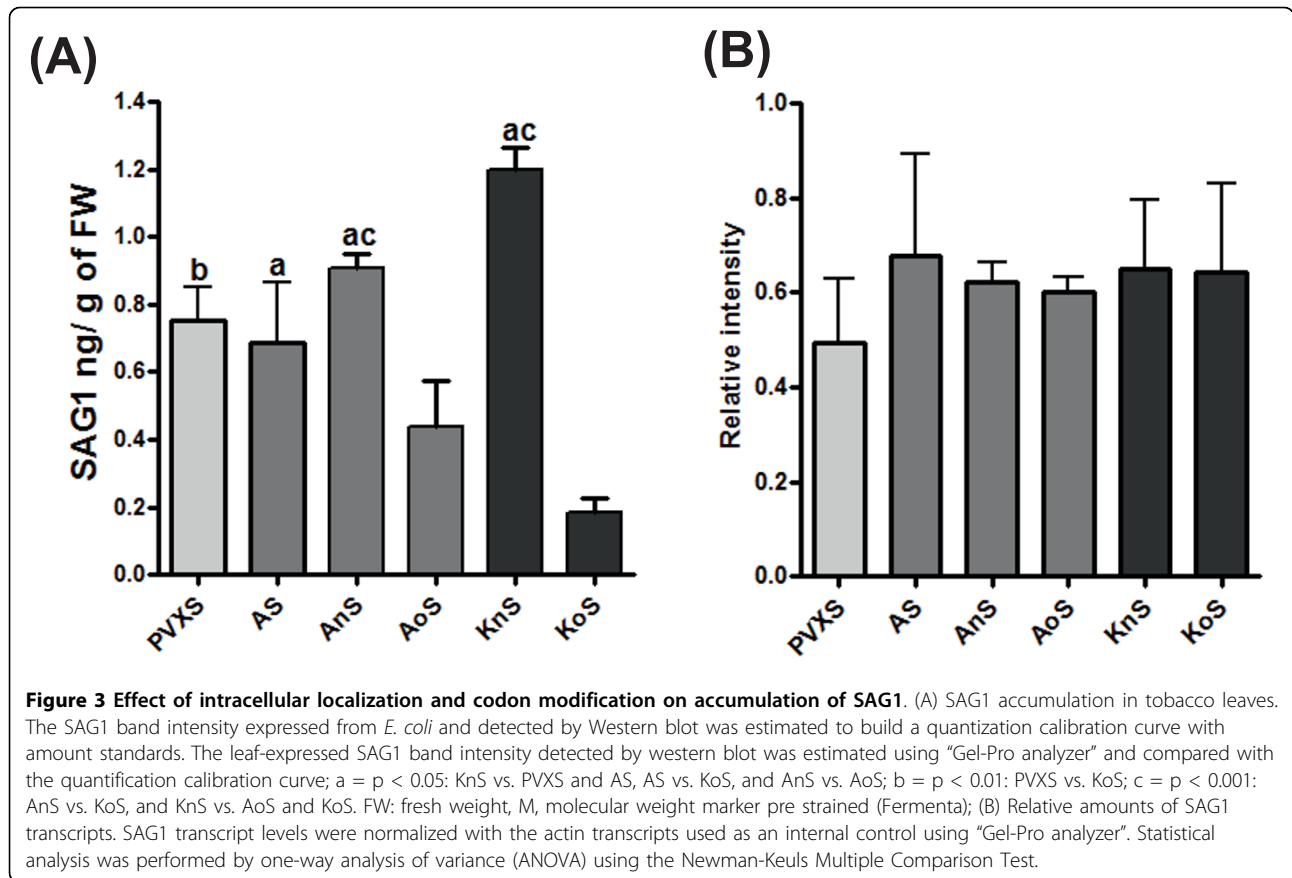 (A)
SAG1 ng/ g of FW
1.4
1.2
1.0
0.8
0.6
0.4
0.2
0.0
b
a
ac
ac
PVXS
AS
AnS
AoS
KnS
KoS
(B)
Relative intensity
1.0
0.8
0.6
0.4
0.2
0.0
PVXS
AS
AnS
AoS
KnS
KoS
Figure 3 Effect of intracellular localization and codon modification on accumulation of SAG1. (A) SAG1 accumulation in tobacco leaves.
The SAG1 band intensity expressed from E. coli and detected by Western blot was estimated to build a quantization calibration curve with
amount standards. The leaf-expressed SAG1 band intensity detected by western blot was estimated using "Gel-Pro analyzer" and compared with
the quantification calibration curve; a = p < 0.05: KnS vs. PVXS and AS, AS vs. KoS, and AnS vs. AoS; b = p < 0.01: PVXS vs. KoS; c = p < 0.001:
AnS vs. KoS, and KnS vs. AoS and KoS. FW: fresh weight, M, molecular weight marker pre strained (Fermenta); (B) Relative amounts of SAG1
transcripts. SAG1 transcript levels were normalized with the actin transcripts used as an internal control using "Gel-Pro analyzer". Statistical
analysis was performed by one-way analysis of variance (ANOVA) using the Newman-Keuls Multiple Comparison Test.